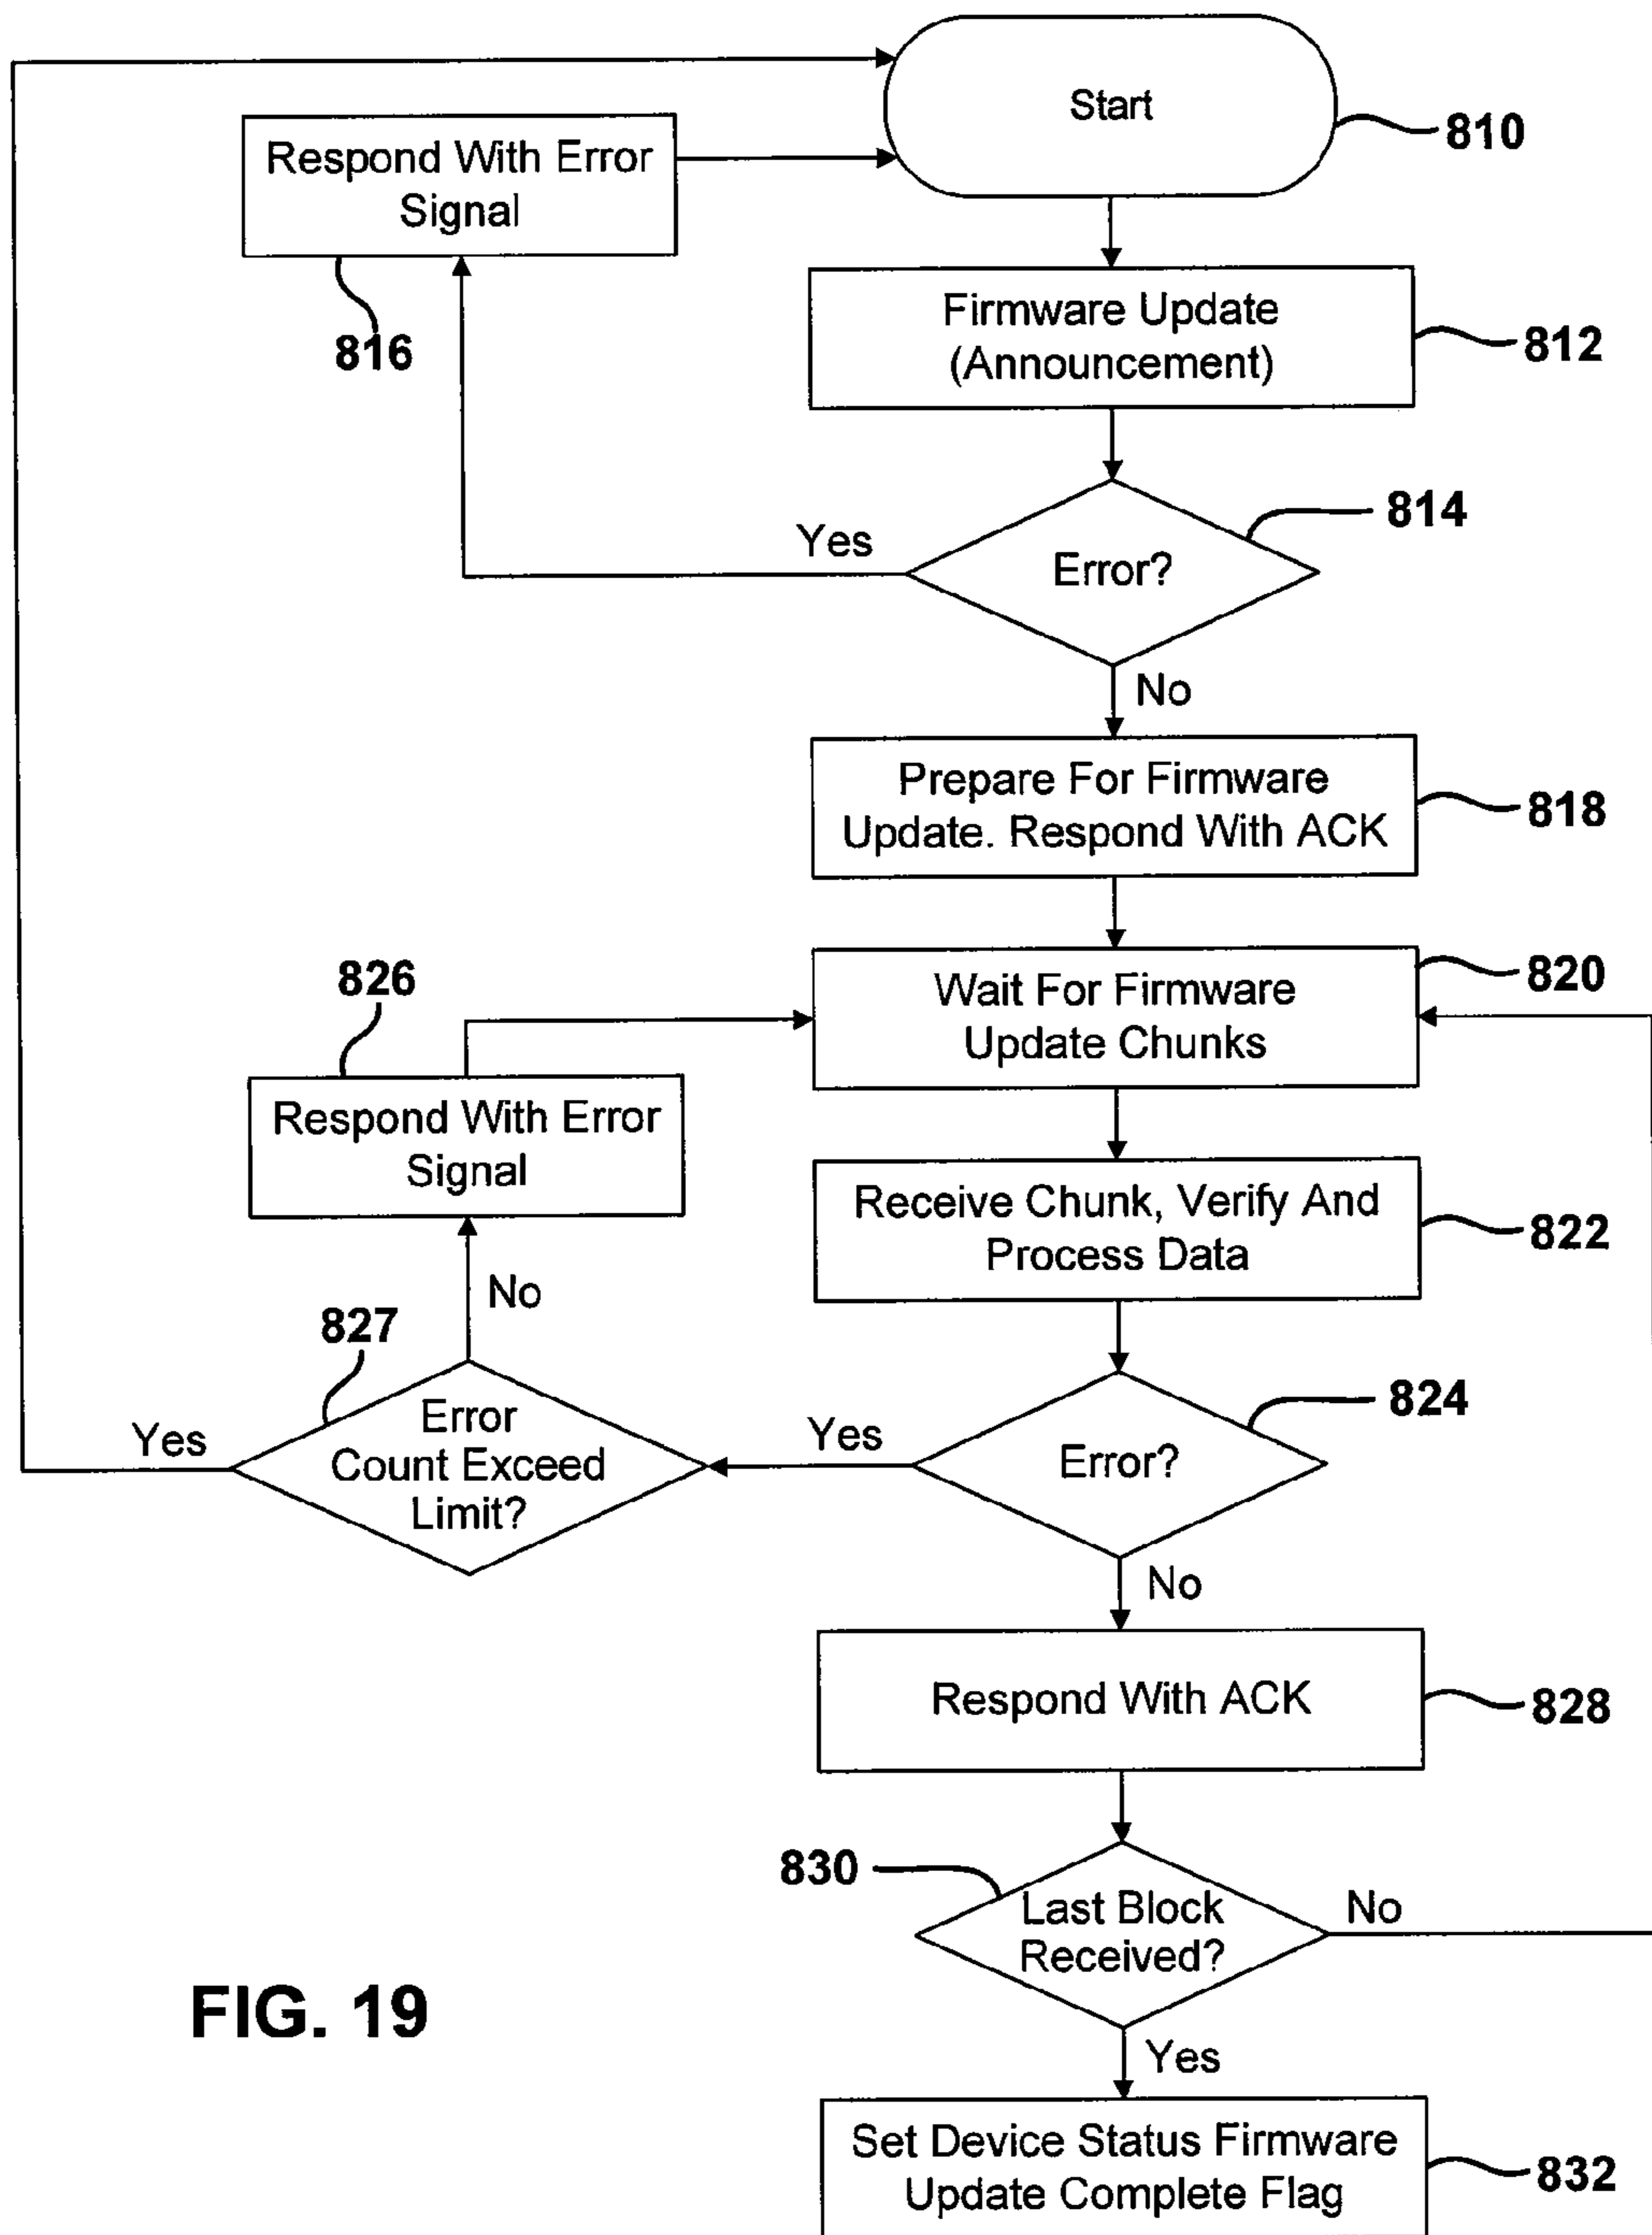 Start
810
Respond With Error
Signal
816
Firmware Update
(Announcement)
812
814
Yes
Error?
No
Prepare For Firmware
Update. Respond With ACK
818
826
Wait For Firmware
Update Chunks
820
Respond With Error
Signal
Receive Chunk, Verify And
Process Data
822
No
827
824
Yes
Error
Count Exceed
Limit?
Yes
Error?
No
Respond With ACK
828
830
Last Block
Received?
No
Yes
FIG. 19
Set Device Status Firmware
Update Complete Flag
832